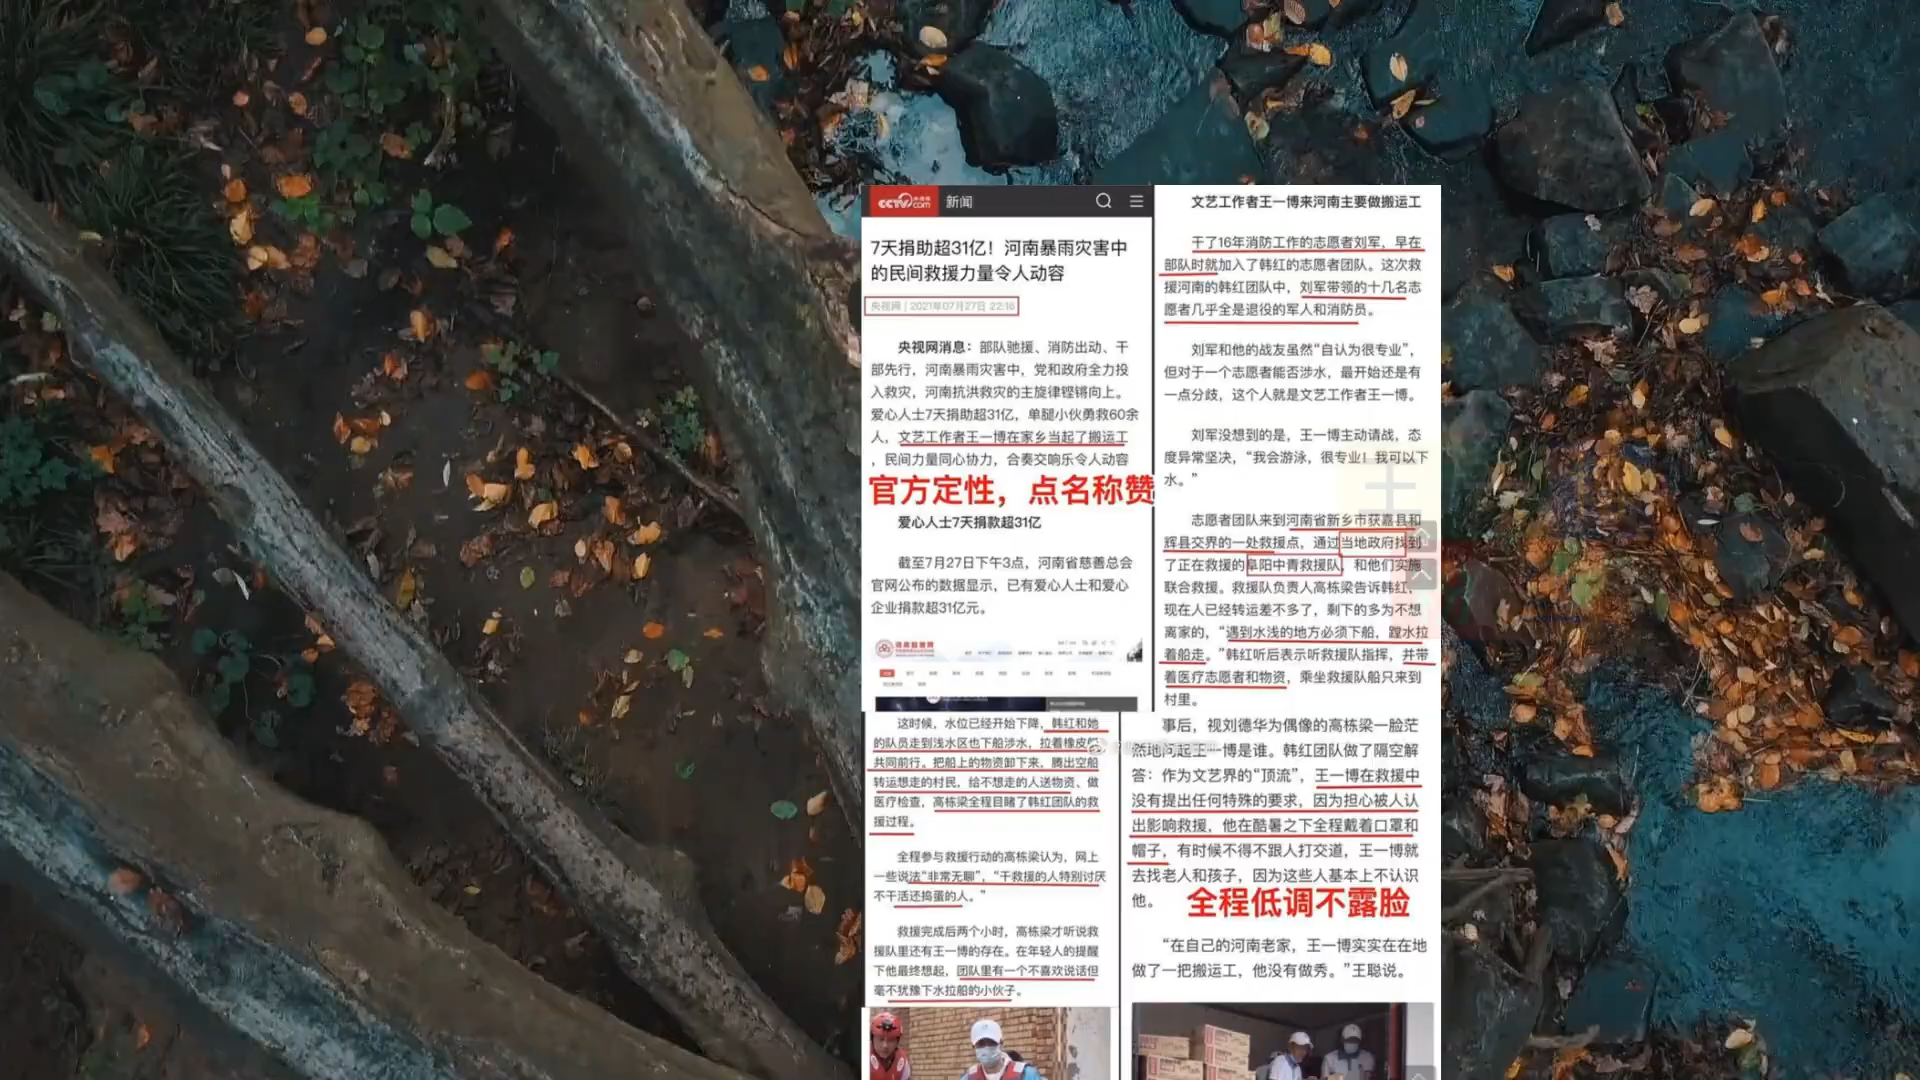 CCTV.com 央视网 新闻
7天捐助超31亿！河南暴雨灾害中
的民间救援力量令人动容
央视网 | 2021年07月27日 22:16
央视网消息：部队驰援、消防出动、干
部先行，河南暴雨灾害中，党和政府全力投
入救灾，河南抗洪救灾的主旋律铿锵向上。
爱心人士7天捐助超31亿，单腿小伙勇救60余
人，文艺工作者王一博在家乡当起了搬运工
，民间力量同心协力，合奏交响乐令人动容
官方定性，点名称赞
爱心人士7天捐款超31亿
截至7月27日下午3点，河南省慈善总会
官网公布的数据显示，已有爱心人士和爱心
企业捐款超31亿元。
文艺工作者王一博来河南主要做搬运工
干了16年消防工作的志愿者刘军，早在
部队时就加入了韩红的志愿者团队。这次救
援河南的韩红团队中，刘军带领的十几名志
愿者几乎全是退役的军人和消防员。
刘军和他的战友虽然“自认为很专业”，
但对于一个志愿者能否涉水，最开始还是有
一点分歧，这个人就是文艺工作者王一博。
刘军没想到的是，王一博主动请战，态
度异常坚决，“我会游泳，很专业！我可以下
水。”
志愿者团队来到河南省新乡市获嘉县和
辉县交界的一处救援点，通过当地政府找到
了正在救援的阜阳中青救援队，和他们实施
联合救援。救援队负责人高栋梁告诉韩红，
现在人已经转运差不多了，剩下的多为不想
离家的，“遇到水浅的地方必须下船，蹚水拉
着船走。”韩红听后表示听救援队指挥，并带
着医疗志愿者和物资，乘坐救援队船只来到
村里。
这时候，水位已经开始下降，韩红和她
的队员走到浅水区也下船涉水，拉着橡皮
共同前行。把船上的物资卸下来，腾出空船
转运想走的村民，给不想走的人送物资、做
医疗检查，高栋梁全程目睹了韩红团队的救
援过程。
全程参与救援行动的高栋梁认为，网上
一些说法“非常无聊”，“干救援的人特别讨厌
不干活还捣蛋的人。”
救援完成后两个小时，高栋梁才听说救
援队里还有王一博的存在。在年轻人的提醒
下他最终想起，团队里有一个不喜欢说话但
毫不犹豫下水拉船的小伙子。
事后，视刘德华为偶像的高栋梁一脸茫
然地问起王一博是谁。韩红团队做了隔空解
答：作为文艺界的“顶流”，王一博在救援中
没有提出任何特殊的要求，因为担心被人认
出影响救援，他在酷暑之下全程戴着口罩和
帽子，有时候不得不跟人打交道，王一博就
去找老人和孩子，因为这些人基本上不认识
他。
全程低调不露脸
“在自己的河南老家，王一博实实在在地
做了一把搬运工，他没有做秀。”王聪说。